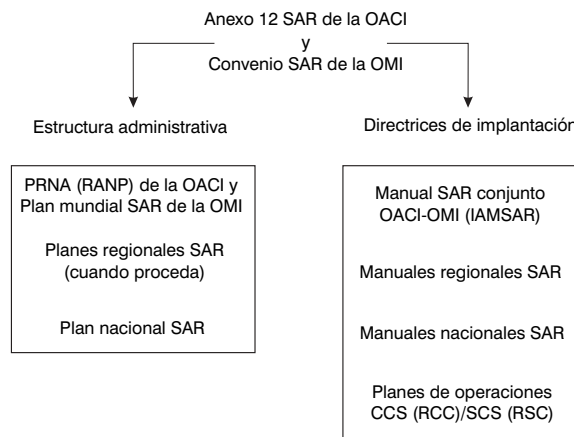 Anexo 12 SAR de la OACI
y
Convenio SAR de la OMI
Estructura administrativa
PRNA (RANP) de la OACI y
Plan mundial SAR de la OMI
Planes regionales SAR
(cuando proceda)
Plan nacional SAR
Directrices de implantación
Manual SAR conjunto
OACI-OMI (IAMSAR)
Manuales regionales SAR
Manuales nacionales SAR
Planes de operaciones
CCS (RCC)/SCS (RSC)